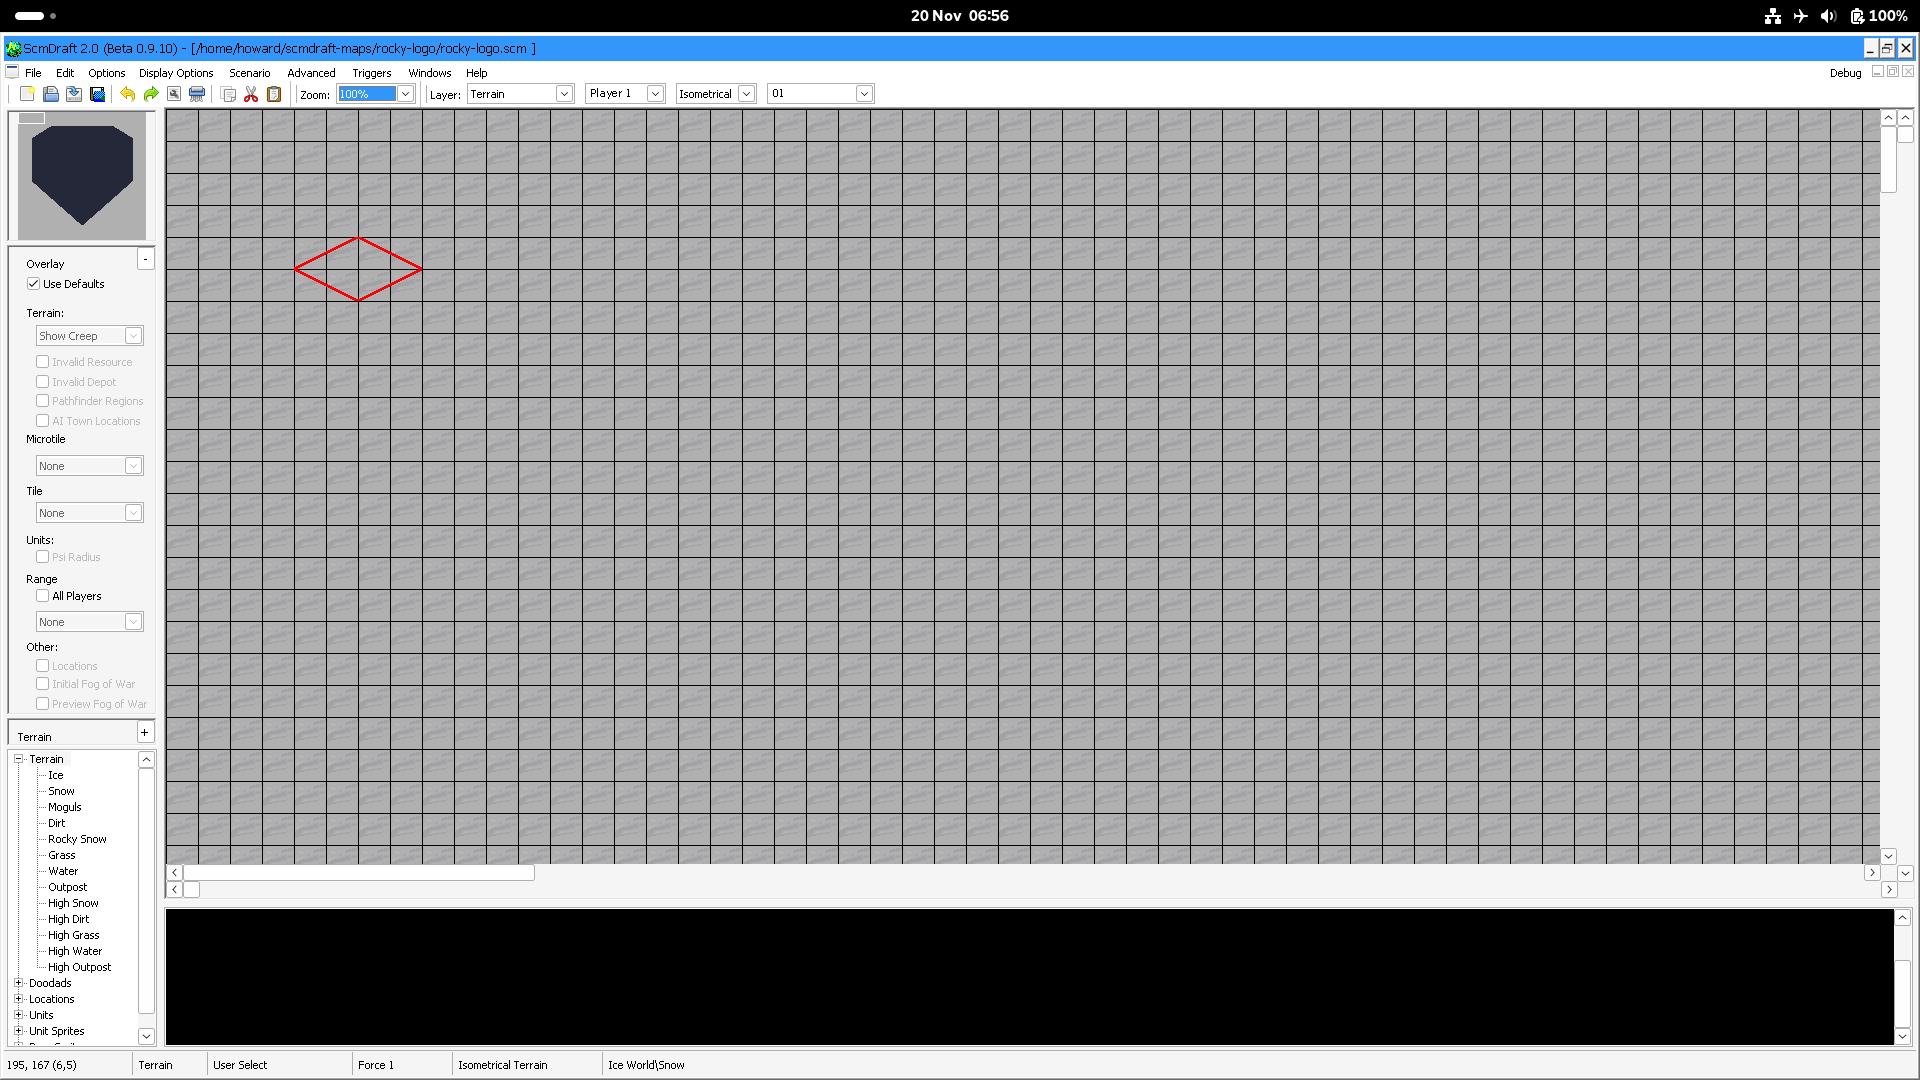 20 Nov 06:56
100%
ScmDraft 2.0 (Beta 0.9.10) - [/home/howard/scmdraft-maps/rocky-logo/rocky-logo.scm ]
File Edit Options Display Options Scenario Advanced Triggers Windows Help Debug
Zoom: 100% Layer: Terrain Player 1 Isometrical 01
Overlay
-
Use Defaults
Terrain:
Show Creep
Invalid Resource
Invalid Depot
Pathfinder Regions
AI Town Locations
Microtile
None
Tile
None
Units:
Psi Radius
Range
All Players
None
Other:
Locations
Initial Fog of War
Preview Fog of War
Terrain
+
Terrain
Ice
Snow
Moguls
Dirt
Rocky Snow
Grass
Water
Outpost
High Snow
High Dirt
High Grass
High Water
High Outpost
Doodads
Locations
Units
Unit Sprites
195, 167 (6,5) Terrain User Select Force 1 Isometrical Terrain Ice World\Snow